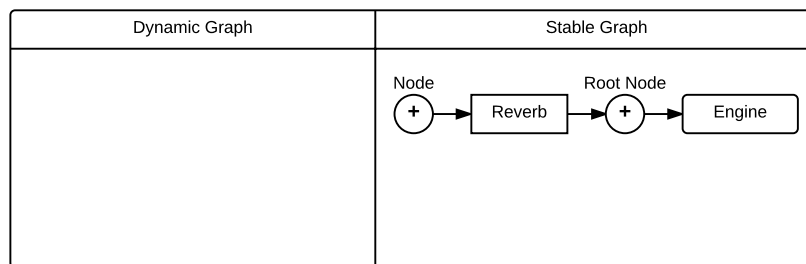 Dynamic Graph
Stable Graph
Node
Root Node
+
Reverb
+
Engine